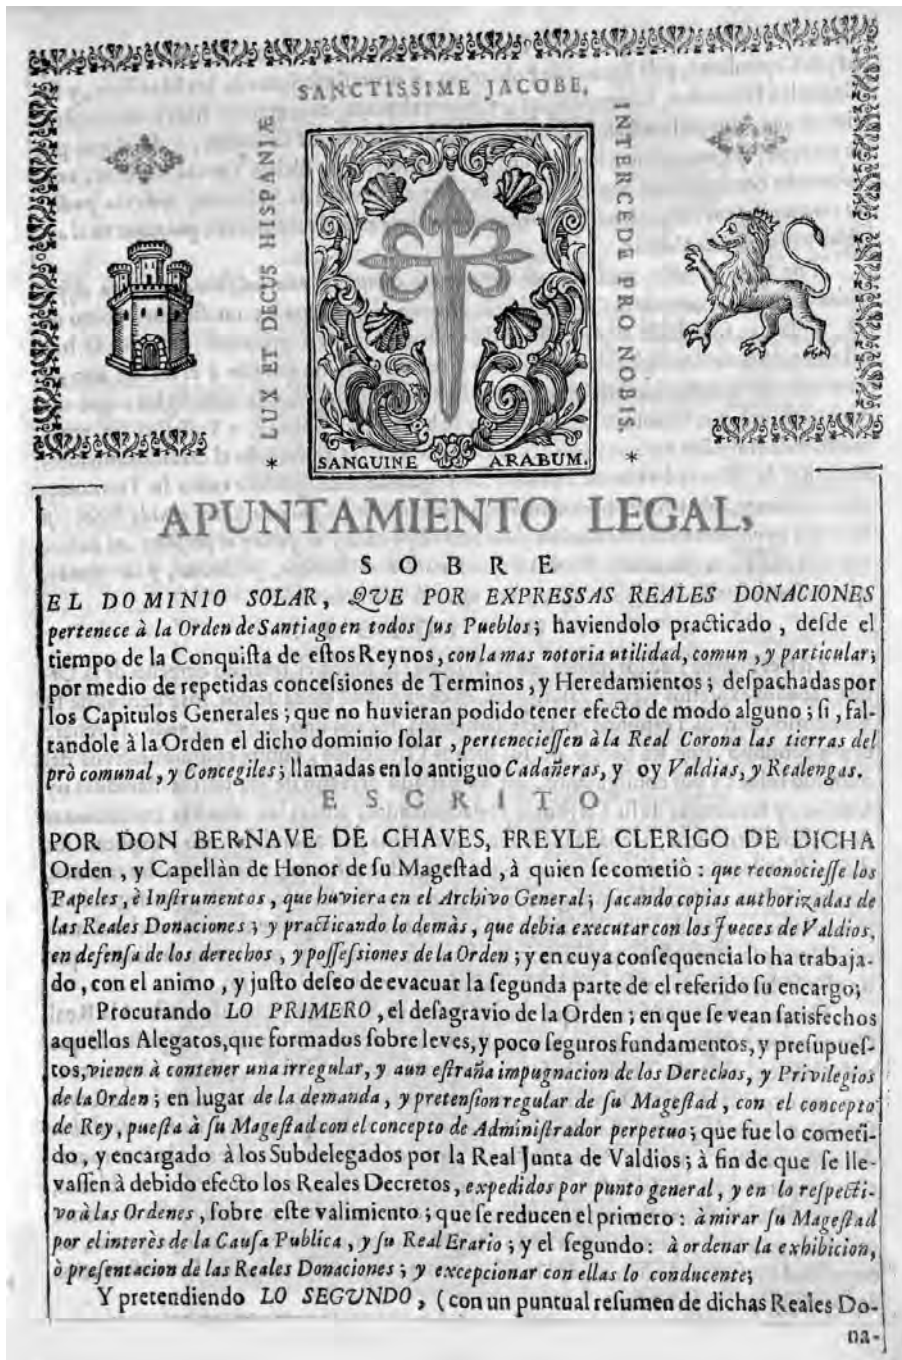 SANCTISSIME JACOBE,
LUX ET DECUS HISPANIÆ
INTERCEDE PRO NOBIS.
* SANGUINE ARABUM. *
APUNTAMIENTO LEGAL,
SOBRE
EL DOMINIO SOLAR, QUE POR EXPRESSAS REALES DONACIONES
pertenece à la Orden de Santiago en todos ſus Pueblos; haviendolo practicado, deſde el
tiempo de la Conquiſta de eſtos Reynos, con la mas notoria utilidad, comun, y particular;
por medio de repetidas conceſsiones de Terminos, y Heredamientos; deſpachadas por
los Capitulos Generales; que no huvieran podido tener efecto de modo alguno; ſi, fal-
tandole à la Orden el dicho dominio ſolar, perteneciеſſen à la Real Corona las tierras del
prò comunal, y Concegiles; llamadas en lo antiguo Cadañeras, y oy Valdias, y Realengas.
ESCRITO
POR DON BERNAVE DE CHAVES, FREYLE CLERIGO DE DICHA
Orden, y Capellàn de Honor de ſu Mageſtad, à quien ſe cometiò: que reconocieſſe los
Papeles, è Inſtrumentos, que huviera en el Archivo General; ſacando copias authorizadas de
las Reales Donaciones; y practicando lo demàs, que debia executar con los Jueces de Valdios,
en defenſa de los derechos, y poſſeſsiones de la Orden; y en cuya conſequencia lo ha trabaja-
do, con el animo, y juſto deſeo de evacuar la ſegunda parte de el referido ſu encargo;
Procurando LO PRIMERO, el deſagravio de la Orden; en que ſe vean ſatisfechos
aquellos Alegatos, que formados ſobre leves, y poco ſeguros fundamentos, y preſupueſ-
tos, vienen à contener una irregular, y aun eſtraña impugnacion de los Derechos, y Privilegios
de la Orden; en lugar de la demanda, y pretenſion regular de ſu Mageſtad, con el concepto
de Rey, pueſta à ſu Mageſtad con el concepto de Adminiſtrador perpetuo; que fue lo cometi-
do, y encargado à los Subdelegados por la Real Junta de Valdios; à fin de que ſe lle-
vaſſen à debido efecto los Reales Decretos, expedidos por punto general, y en lo reſpecti-
vo à las Ordenes, ſobre eſte valimiento; que ſe reducen el primero: à mirar ſu Mageſtad
por el interès de la Cauſa Publica, y ſu Real Erario; y el ſegundo: à ordenar la exhibicion,
ò preſentacion de las Reales Donaciones; y excepcionar con ellas lo conducente;
Y pretendiendo LO SEGUNDO, (con un puntual reſumen de dichas Reales Do-
na-